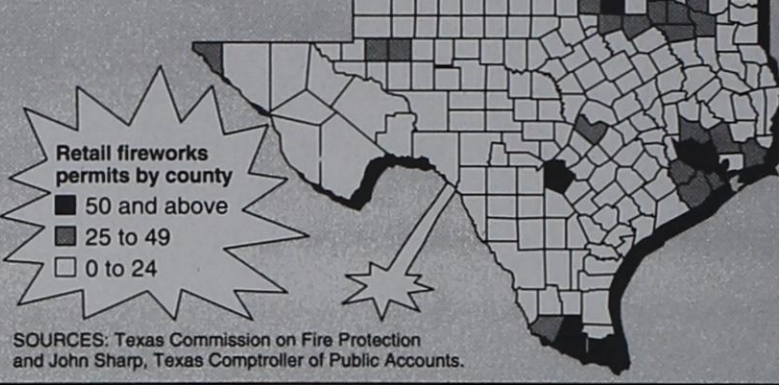 Retail fireworks
permits by county
50 and above
25 to 49
0 to 24
SOURCES: Texas Commission on Fire Protection
and John Sharp, Texas Comptroller of Public Accounts.